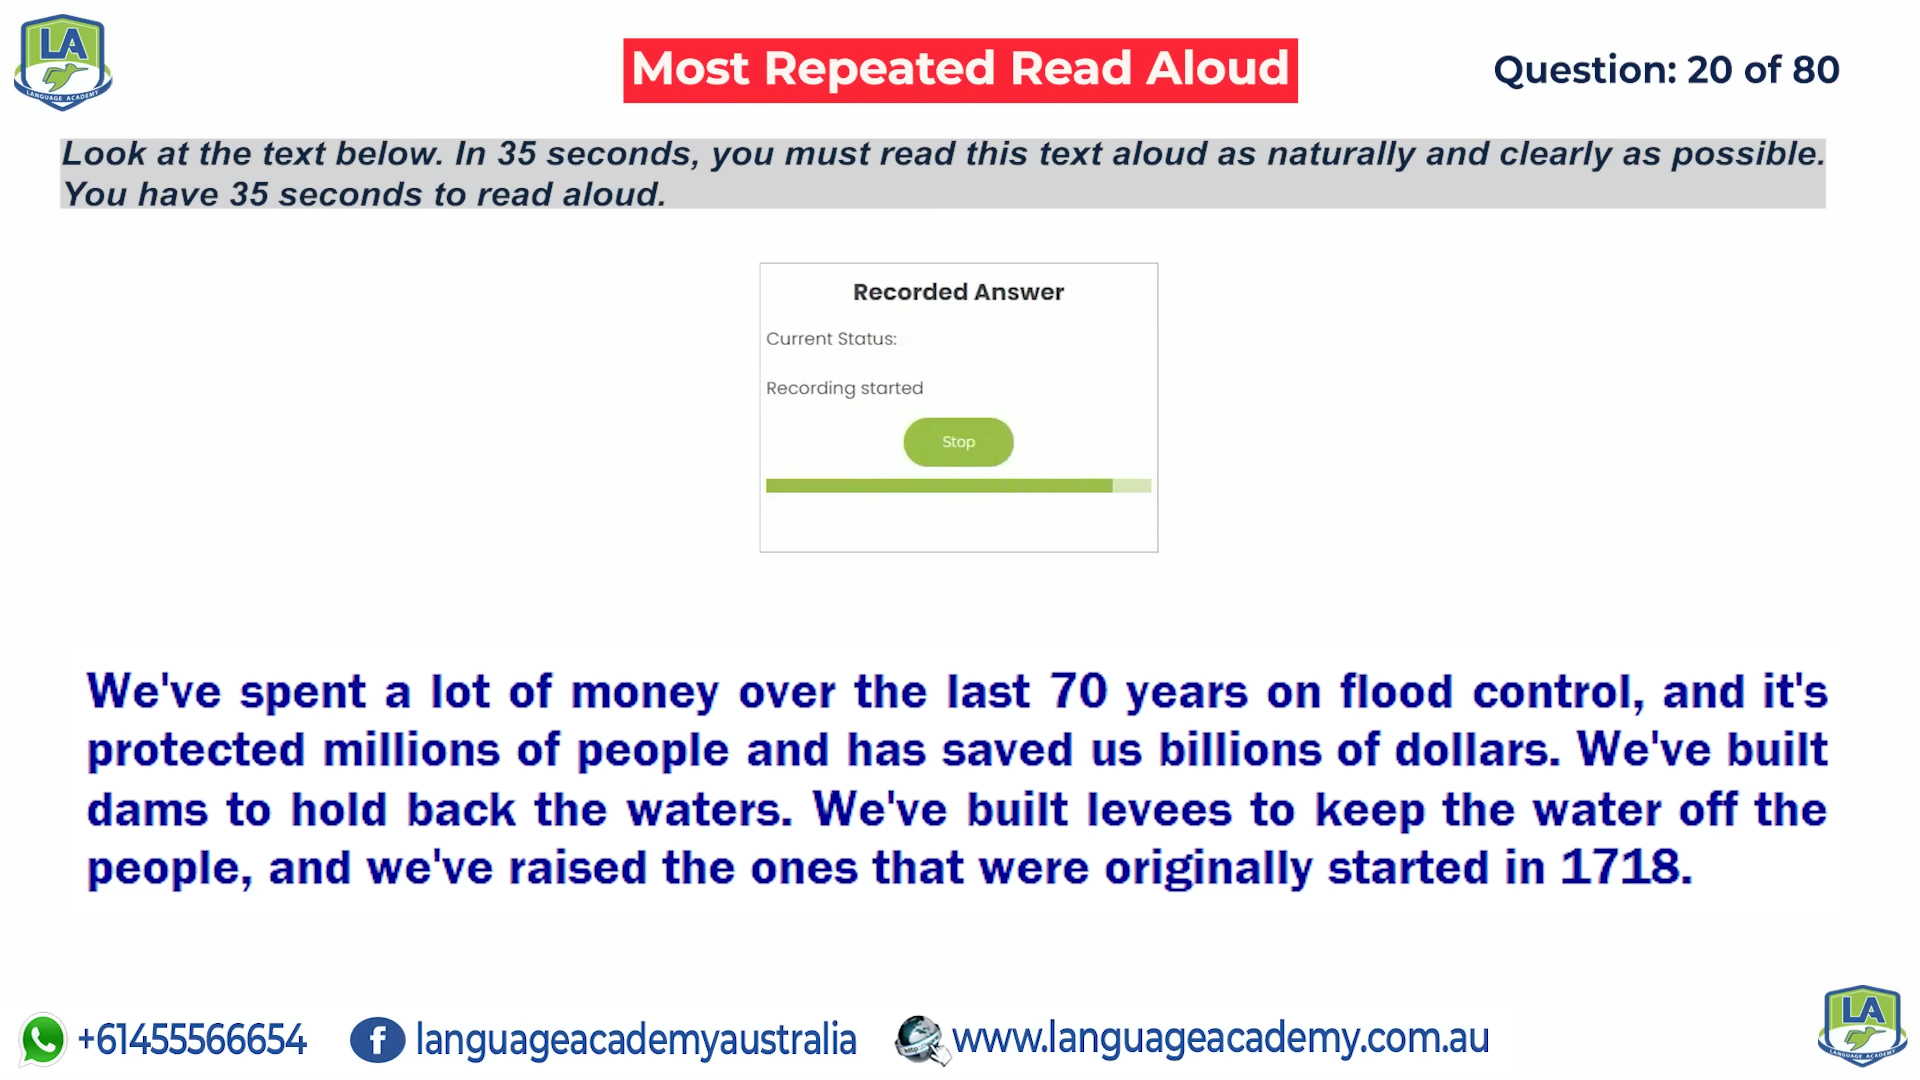 LA
LANGUAGE ACADEMY
Most Repeated Read Aloud
Question: 20 of 80
Look at the text below. In 35 seconds, you must read this text aloud as naturally and clearly as possible.
You have 35 seconds to read aloud.
Recorded Answer
Current Status:
Recording started
Stop
We've spent a lot of money over the last 70 years on flood control, and it's
protected millions of people and has saved us billions of dollars. We've built
dams to hold back the waters. We've built levees to keep the water off the
people, and we've raised the ones that were originally started in 1718.
+61455566654
f
languageacademyaustralia
http
www.languageacademy.com.au
LA
LANGUAGE ACADEMY